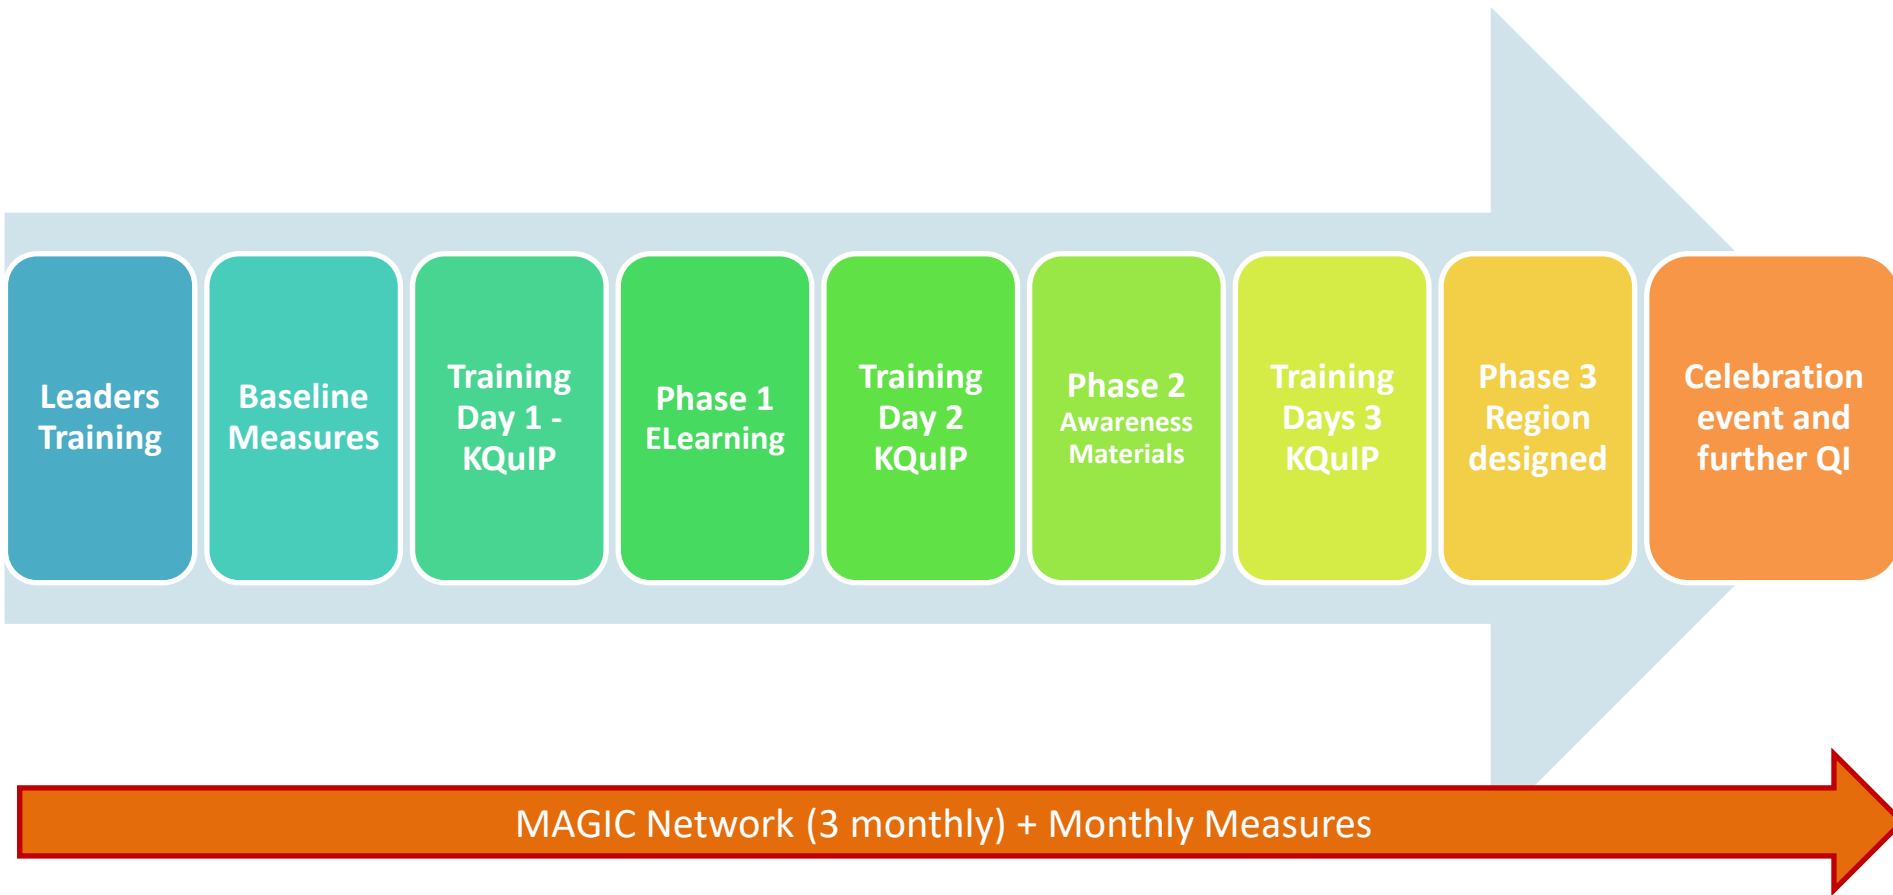 Leaders
Training
Baseline
Measures
Training
Day 1 -
KQuIP
Phase 1
ELearning
Training
Day 2
KQuIP
Phase 2
Awareness
Materials
Training
Days 3
KQuIP
Phase 3
Region
designed
Celebration
event and
further QI
MAGIC Network (3 monthly) + Monthly Measures